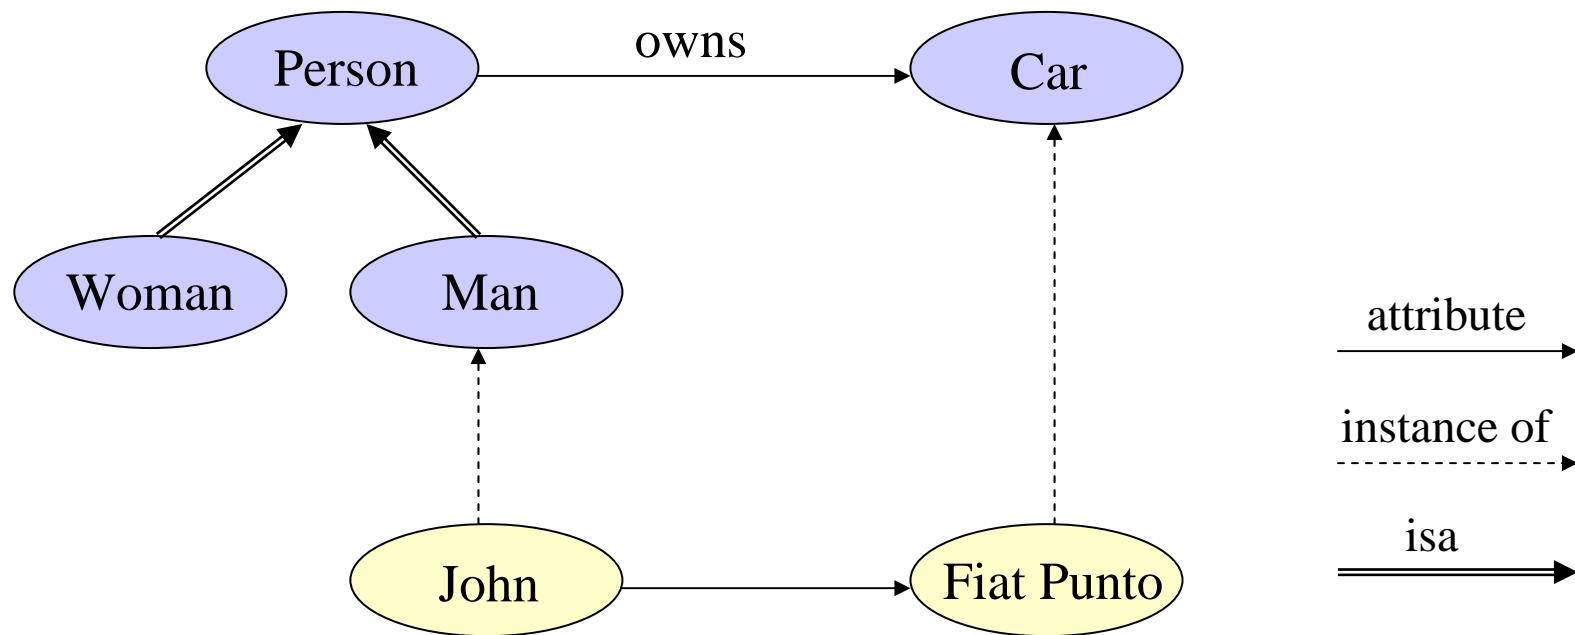 owns
Person
Car
Woman
Man
attribute
instance of
isa
John
Fiat Punto